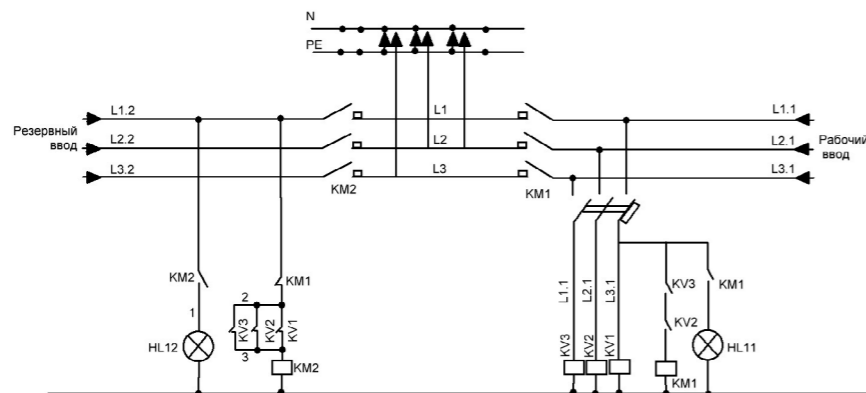 N
PE
L1.2 L1 L1.1
Резервный ввод L2.2 L2 L2.1 Рабочий ввод
L3.2 L3 L3.1
KM2 KM1
KM2 KM1 KV3 KM1
2
1 KV3 KV2 KV1 L1.1 L2.1 L3.1 KV2
3
HL12 KM2 KV3 KV2 KV1 KM1 HL11